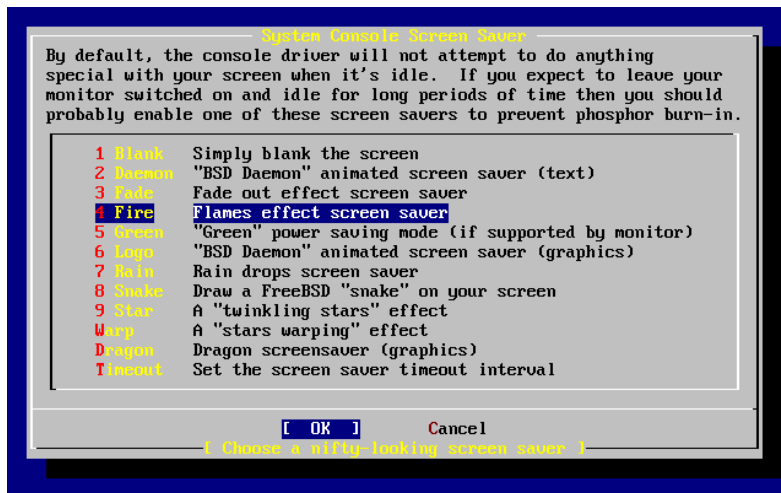 System Console Screen Saver
By default, the console driver will not attempt to do anything
special with your screen when it's idle.  If you expect to leave your
monitor switched on and idle for long periods of time then you should
probably enable one of these screen savers to prevent phosphor burn-in.
1 Blank    Simply blank the screen
2 Daemon   "BSD Daemon" animated screen saver (text)
3 Fade     Fade out effect screen saver
4 Fire     Flames effect screen saver
5 Green    "Green" power saving mode (if supported by monitor)
6 Logo     "BSD Daemon" animated screen saver (graphics)
7 Rain     Rain drops screen saver
8 Snake    Draw a FreeBSD "snake" on your screen
9 Star     A "twinkling stars" effect
Warp       A "stars warping" effect
Dragon     Dragon screensaver (graphics)
Timeout    Set the screen saver timeout interval
[  OK  ]       Cancel
[ Choose a nifty-looking screen saver ]